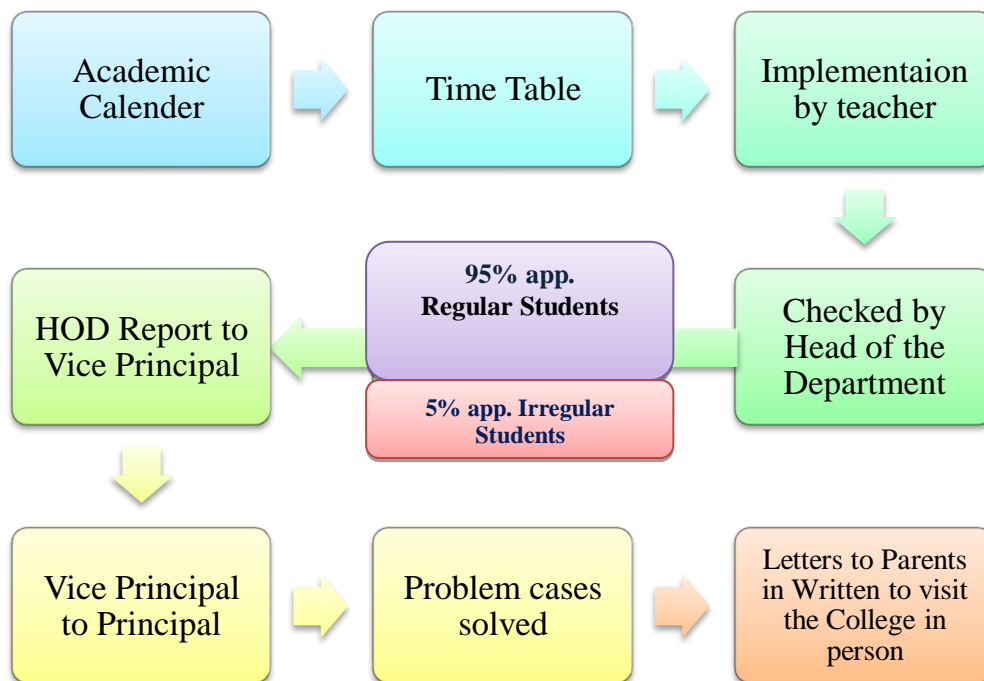 Academic
Calender
Time Table
Implementaion
by teacher
Checked by
Head of the
Department
95% app.
Regular Students
5% app. Irregular
Students
HOD Report to
Vice Principal
Vice Principal
to Principal
Problem cases
solved
Letters to Parents
in Written to visit
the College in
person